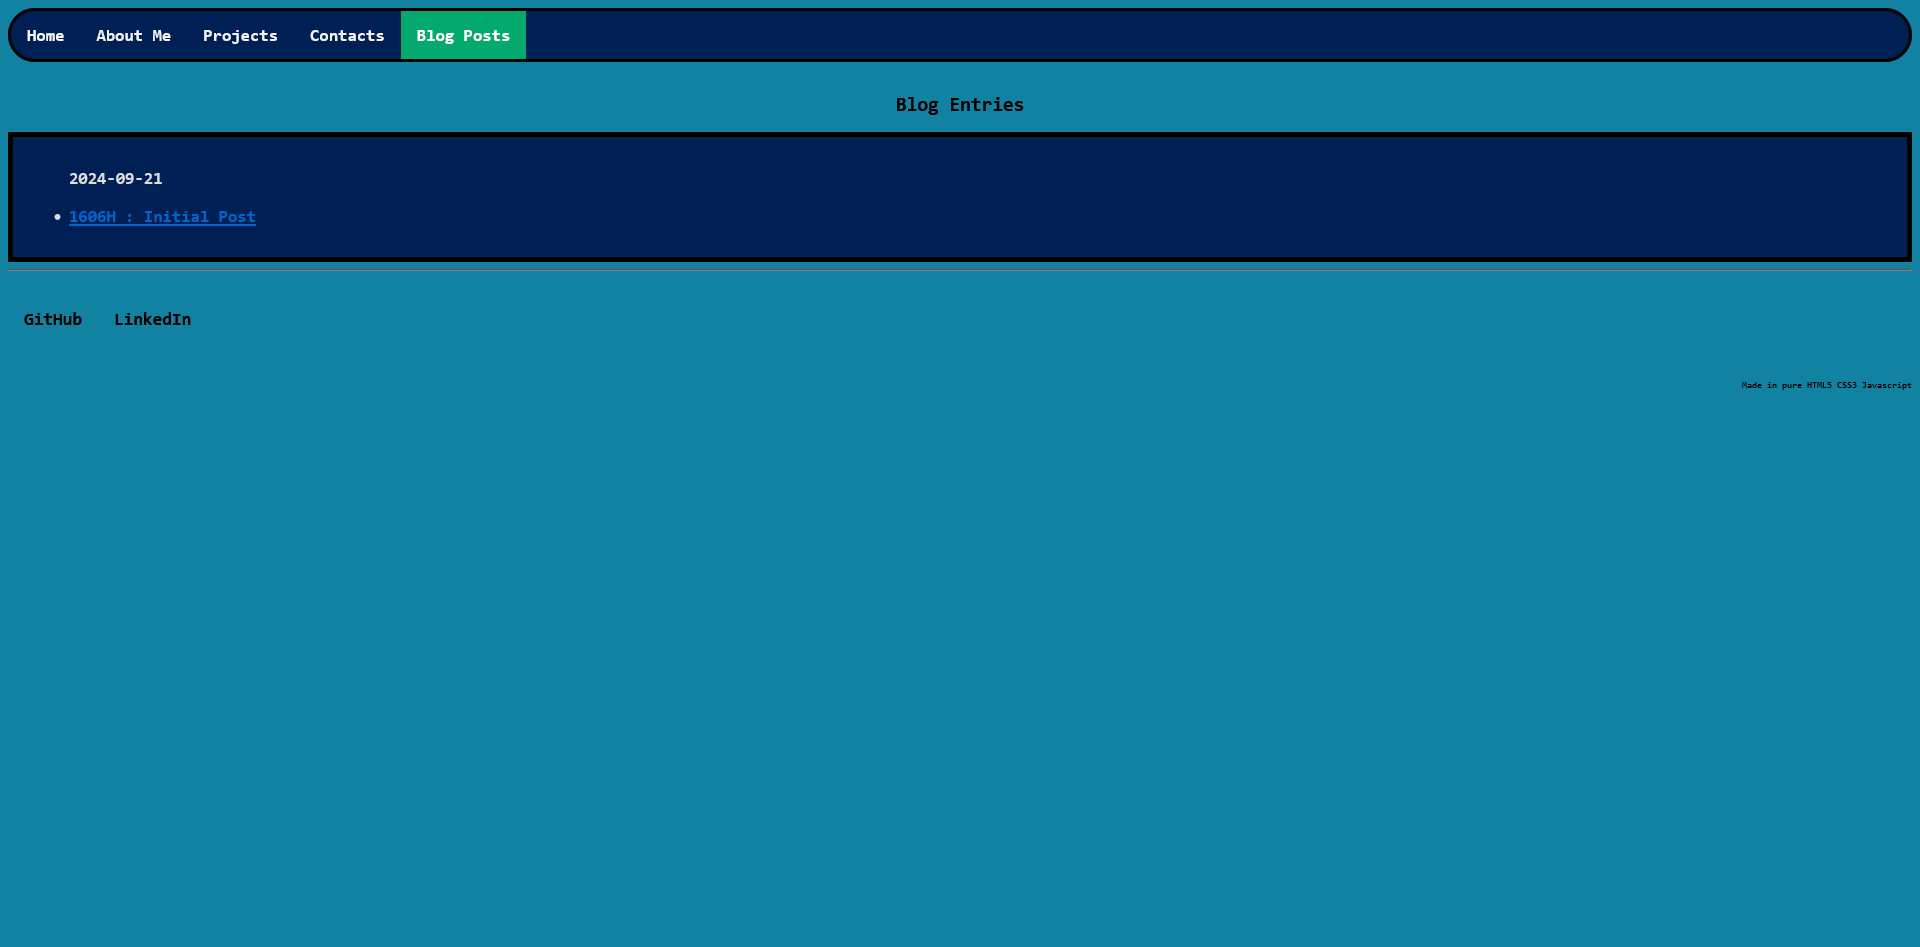 Home About Me Projects Contacts Blog Posts
Blog Entries
2024-09-21
• 1606H : Initial Post
GitHub LinkedIn
Made in pure HTML5 CSS3 Javascript